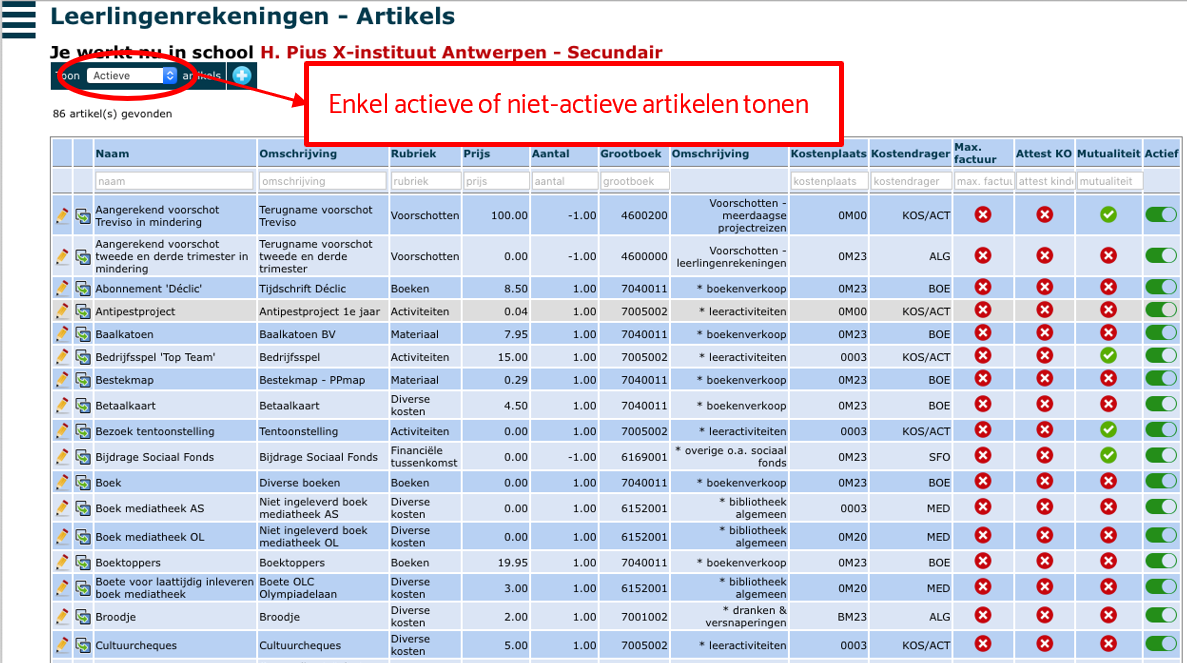 Leerlingenrekeningen - Artikels
Je werkt nu in school H. Pius X-instituut Antwerpen - Secundair
Toon Actieve artikels
Enkel actieve of niet-actieve artikelen tonen
86 artikel(s) gevonden
Naam Omschrijving Rubriek Prijs Aantal Grootboek Omschrijving Kostenplaats Kostendrager Max. factuur Attest KO Mutualiteit Actief
naam omschrijving rubriek prijs aantal grootboek kostenplaats kostendrager max. factuu attest kinde mutualiteit
Aangerekend voorschot Treviso in mindering Terugname voorschot Treviso Voorschotten 100.00 -1.00 4600200 Voorschotten - meerdaagse projectreizen 0M00 KOS/ACT
Aangerekend voorschot tweede en derde trimester in mindering Terugname voorschot tweede en derde trimester Voorschotten 0.00 -1.00 4600000 Voorschotten - leerlingenrekeningen 0M23 ALG
Abonnement 'Déclic' Tijdschrift Déclic Boeken 8.50 1.00 7040011 * boekenverkoop 0M23 BOE
Antipestproject Antipestproject 1e jaar Activiteiten 0.04 1.00 7005002 * leeractiviteiten 0M00 KOS/ACT
Baalkatoen Baalkatoen BV Materiaal 7.95 1.00 7040011 * boekenverkoop 0M23 BOE
Bedrijfsspel 'Top Team' Bedrijfsspel Activiteiten 15.00 1.00 7005002 * leeractiviteiten 0003 KOS/ACT
Bestekmap Bestekmap - PPmap Materiaal 0.29 1.00 7040011 * boekenverkoop 0M23 BOE
Betaalkaart Betaalkaart Diverse kosten 4.50 1.00 7040011 * boekenverkoop 0M23 BOE
Bezoek tentoonstelling Tentoonstelling Activiteiten 0.00 1.00 7005002 * leeractiviteiten 0003 KOS/ACT
Bijdrage Sociaal Fonds Bijdrage Sociaal Fonds Financiële tussenkomst 0.00 -1.00 6169001 * overige o.a. sociaal fonds 0M23 SFO
Boek Diverse boeken Boeken 0.00 1.00 7040011 * boekenverkoop 0M23 BOE
Boek mediatheek AS Niet ingeleverd boek mediatheek AS Diverse kosten 0.00 1.00 6152001 * bibliotheek algemeen 0003 MED
Boek mediatheek OL Niet ingeleverd boek mediatheek OL Diverse kosten 0.00 1.00 6152001 * bibliotheek algemeen 0M20 MED
Boektoppers Boektoppers Boeken 19.95 1.00 7040011 * boekenverkoop 0M23 BOE
Boete voor laattijdig inleveren boek mediatheek Boete OLC Olympiadelaan Diverse kosten 3.00 1.00 6152001 * bibliotheek algemeen 0M20 MED
Broodje Broodje Diverse kosten 2.00 1.00 7001002 * dranken & versnaperingen BM23 ALG
Cultuurcheques Cultuurcheques Diverse kosten 5.00 1.00 7005002 * leeractiviteiten 0003 KOS/ACT